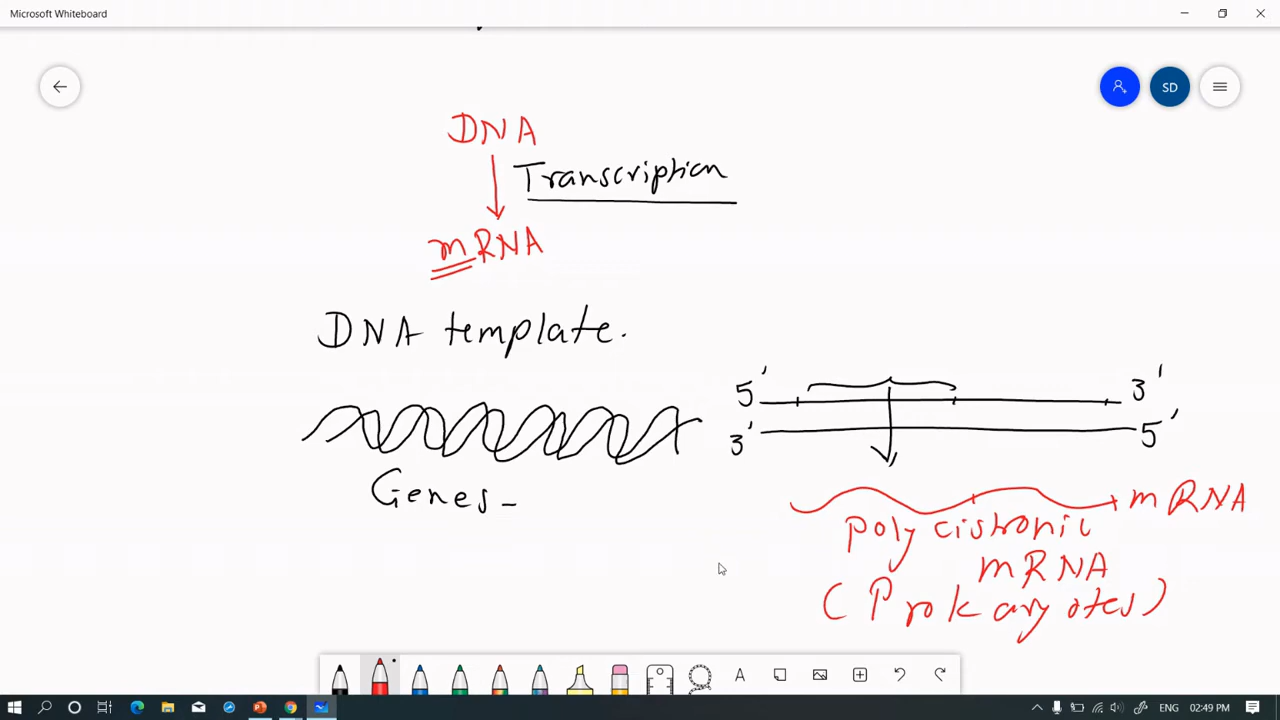 Microsoft Whiteboard
SD
DNA
Transcription
mRNA
DNA template.
5' 3'
3' 5'
Genes -
mRNA
poly cistronic
mRNA
(Prokaryotes)
A
ENG
02:49 PM